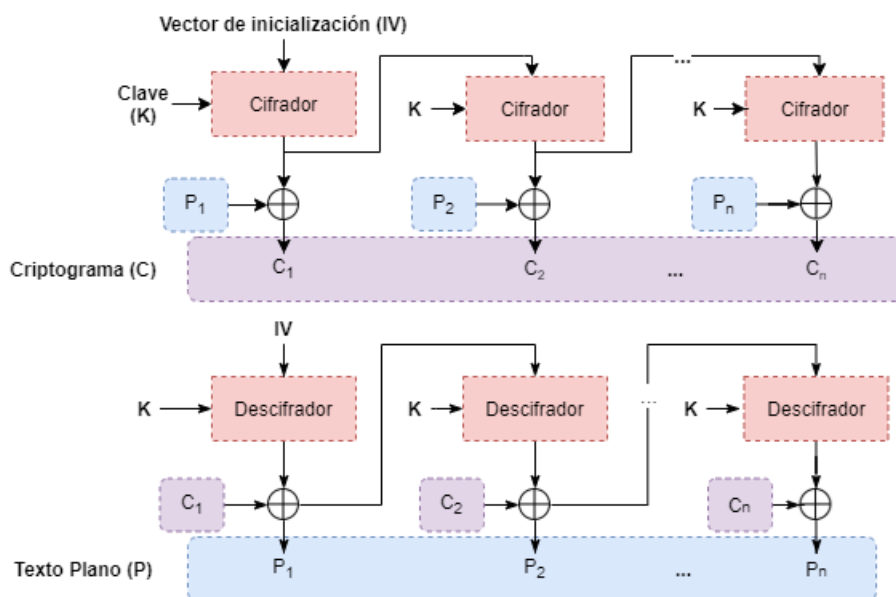 Vector de inicialización (IV)
...
Clave
(K)
Cifrador
K
Cifrador
K
Cifrador
P1
P2
Pn
Criptograma (C)
C1
C2
...
Cn
IV
...
K
Descifrador
K
Descifrador
K
Descifrador
C1
C2
Cn
Texto Plano (P)
P1
P2
...
Pn